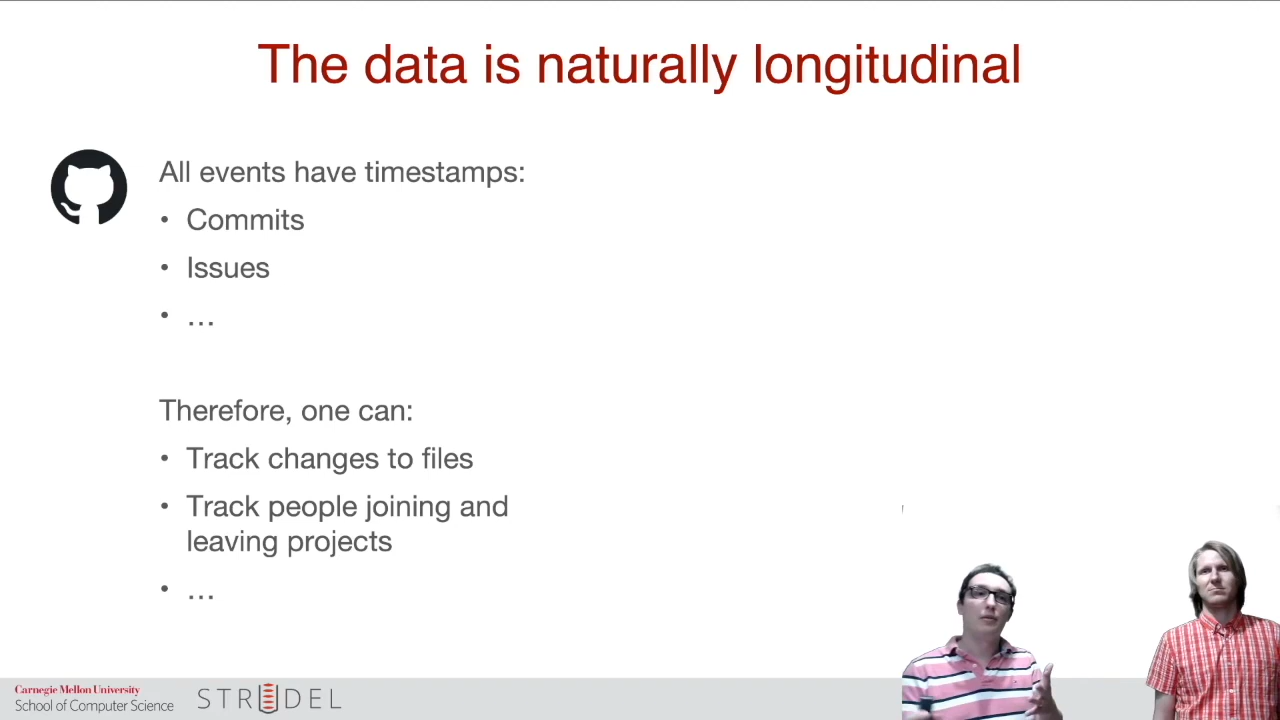 The data is naturally longitudinal
All events have timestamps:
• Commits
• Issues
• …
Therefore, one can:
• Track changes to files
• Track people joining and
leaving projects
• …
Carnegie Mellon University
School of Computer Science
STRUDEL